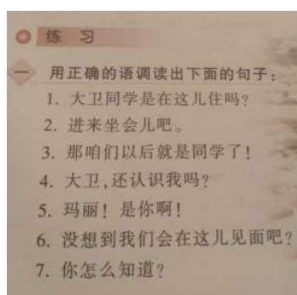 练 习
一 用正确的语调读出下面的句子：
1. 大卫同学是在这儿住吗？
2. 进来坐会儿吧。
3. 那咱们以后就是同学了！
4. 大卫,还认识我吗？
5. 玛丽！是你啊！
6. 没想到我们会在这儿见面吧？
7. 你怎么知道？